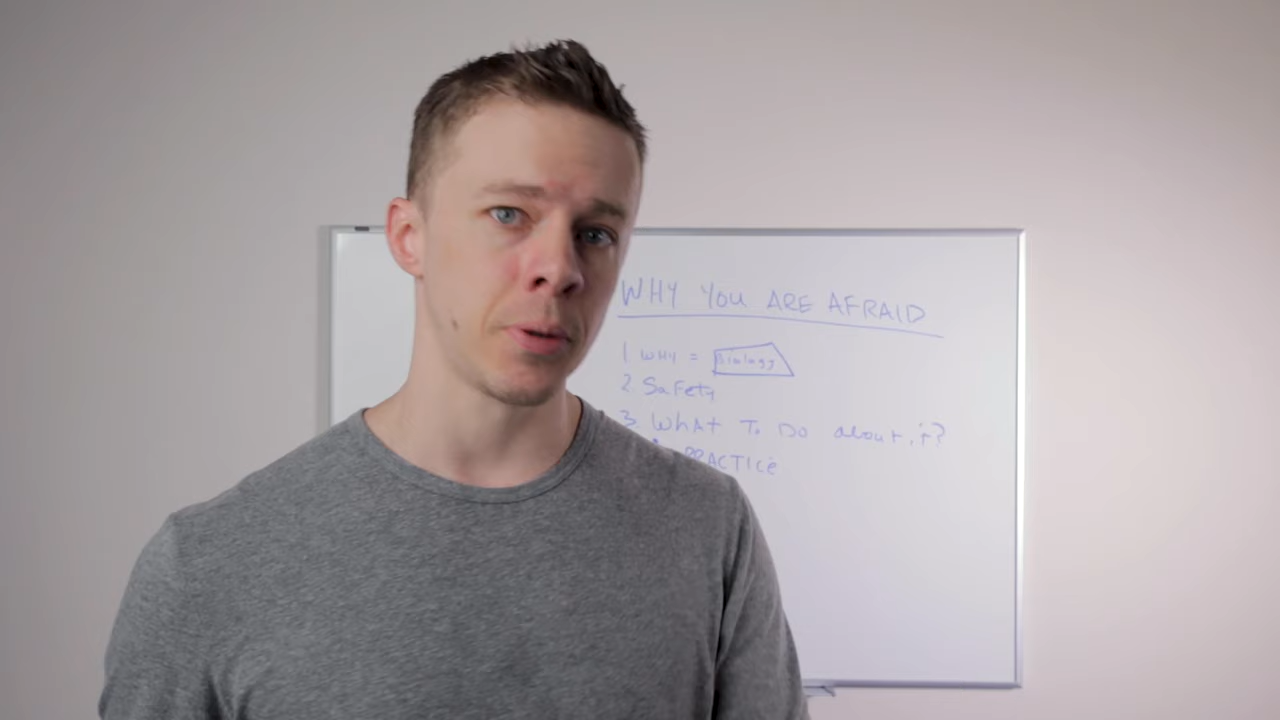 WHY YOU ARE AFRAID
1 WHY = Biology
2 SaFety
3 WhAT To Do about it?
PRACTICe